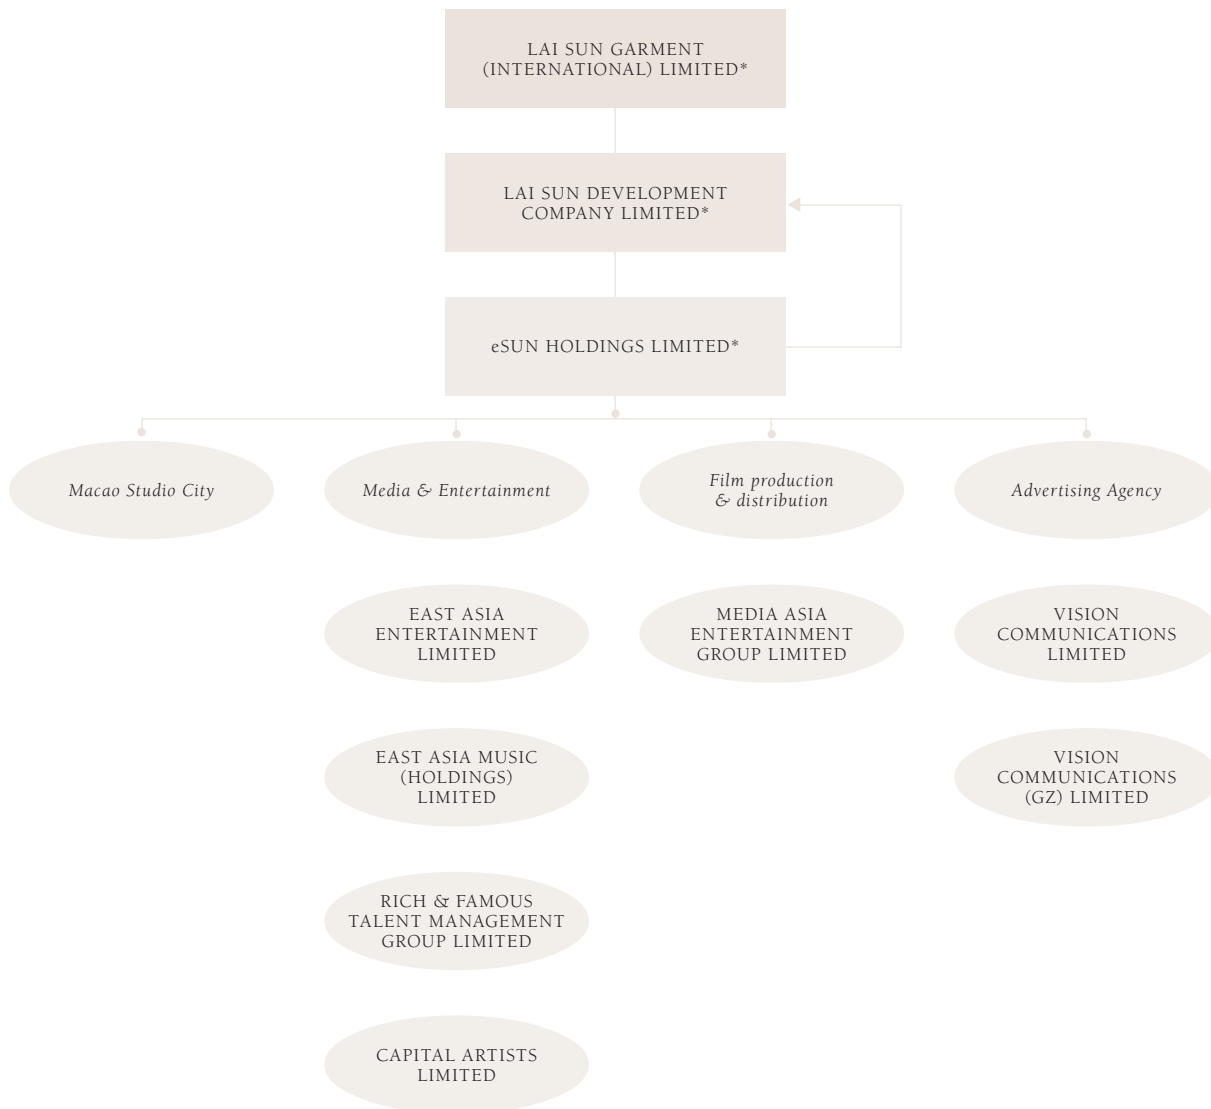 LAI SUN GARMENT
(INTERNATIONAL) LIMITED*
LAI SUN DEVELOPMENT
COMPANY LIMITED*
eSUN HOLDINGS LIMITED*
Macao Studio City
Media & Entertainment
Film production
& distribution
Advertising Agency
EAST ASIA
ENTERTAINMENT
LIMITED
MEDIA ASIA
ENTERTAINMENT
GROUP LIMITED
VISION
COMMUNICATIONS
LIMITED
EAST ASIA MUSIC
(HOLDINGS)
LIMITED
VISION
COMMUNICATIONS
(GZ) LIMITED
RICH & FAMOUS
TALENT MANAGEMENT
GROUP LIMITED
CAPITAL ARTISTS
LIMITED